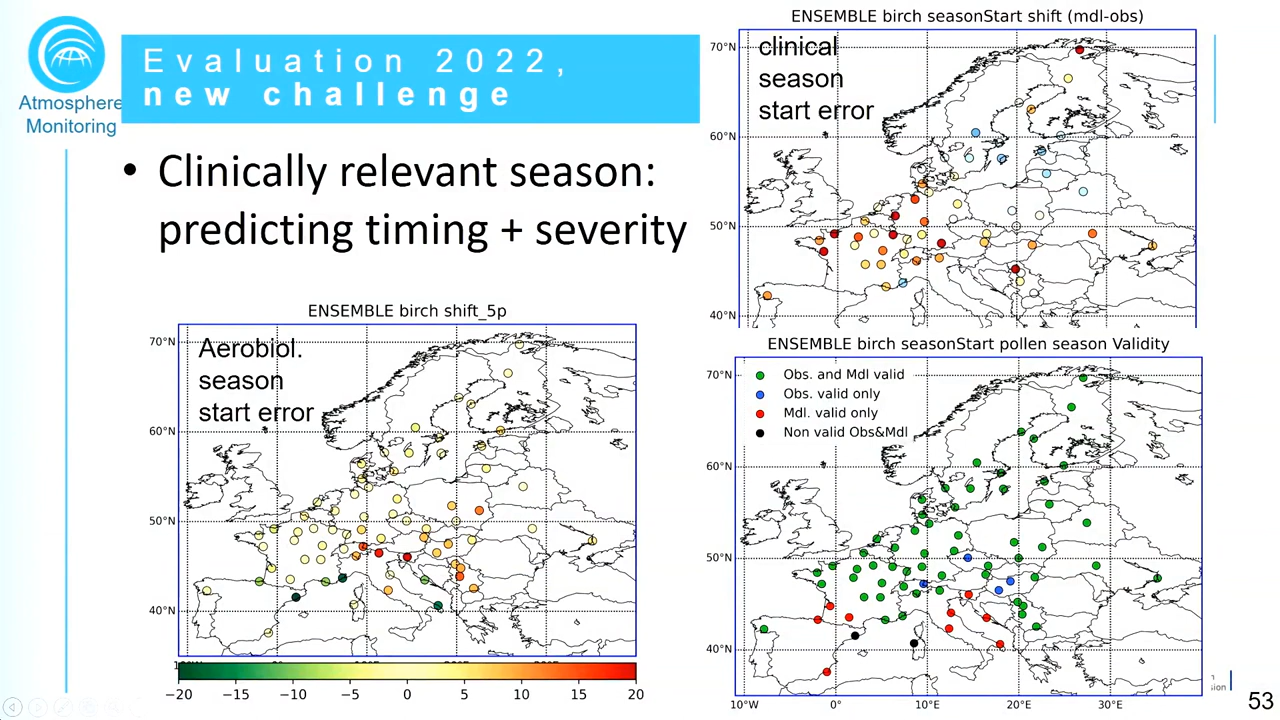 Atmosphere
Monitoring
Evaluation 2022,
new challenge
• Clinically relevant season:
predicting timing + severity
ENSEMBLE birch shift_5p
Aerobiol.
season
start error
70°N
60°N
50°N
40°N
−20 −15 −10 −5 0 5 10 15 20
ENSEMBLE birch seasonStart shift (mdl-obs)
clinical
season
start error
70°N
60°N
50°N
40°N
ENSEMBLE birch seasonStart pollen season Validity
Obs. and Mdl valid
Obs. valid only
Mdl. valid only
Non valid Obs&Mdl
70°N
60°N
50°N
40°N
10°W 0° 10°E 20°E 30°E
53